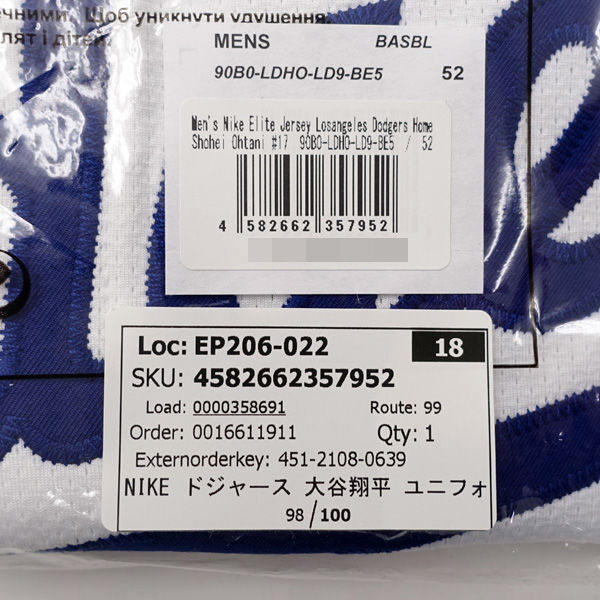 чними. Щоб уникнути удушення,
лят і дітей.
MENS BASBL
90B0-LDHO-LD9-BE5 52
Men's Nike Elite Jersey Losangeles Dodgers Home
Shohei Ohtani #17 90B0-LDHO-LD9-BE5 / 52
4 582662 357952
Loc: EP206-022 18
SKU: 4582662357952
Load: 0000358691 Route: 99
Order: 0016611911 Qty: 1
Externorderkey: 451-2108-0639
NIKE ドジャース 大谷翔平 ユニフォ
98 / 100